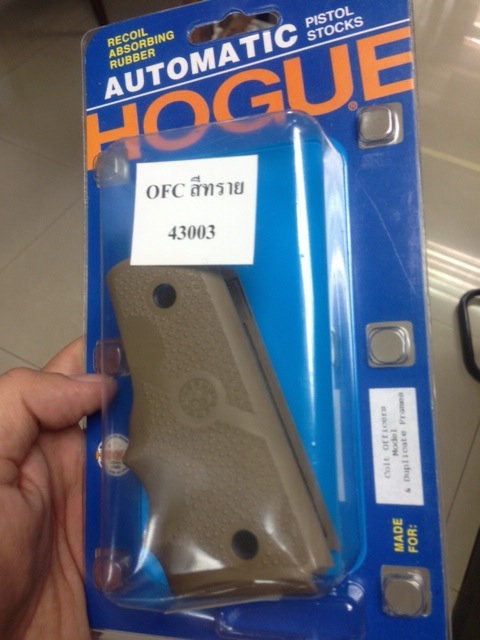 RECOIL
ABSORBING
RUBBER
AUTOMATIC
PISTOL
STOCKS
HOGUE®
OFC สีทราย
43003
Colt Officers
Model
& Duplicate Frames
MADE
FOR: